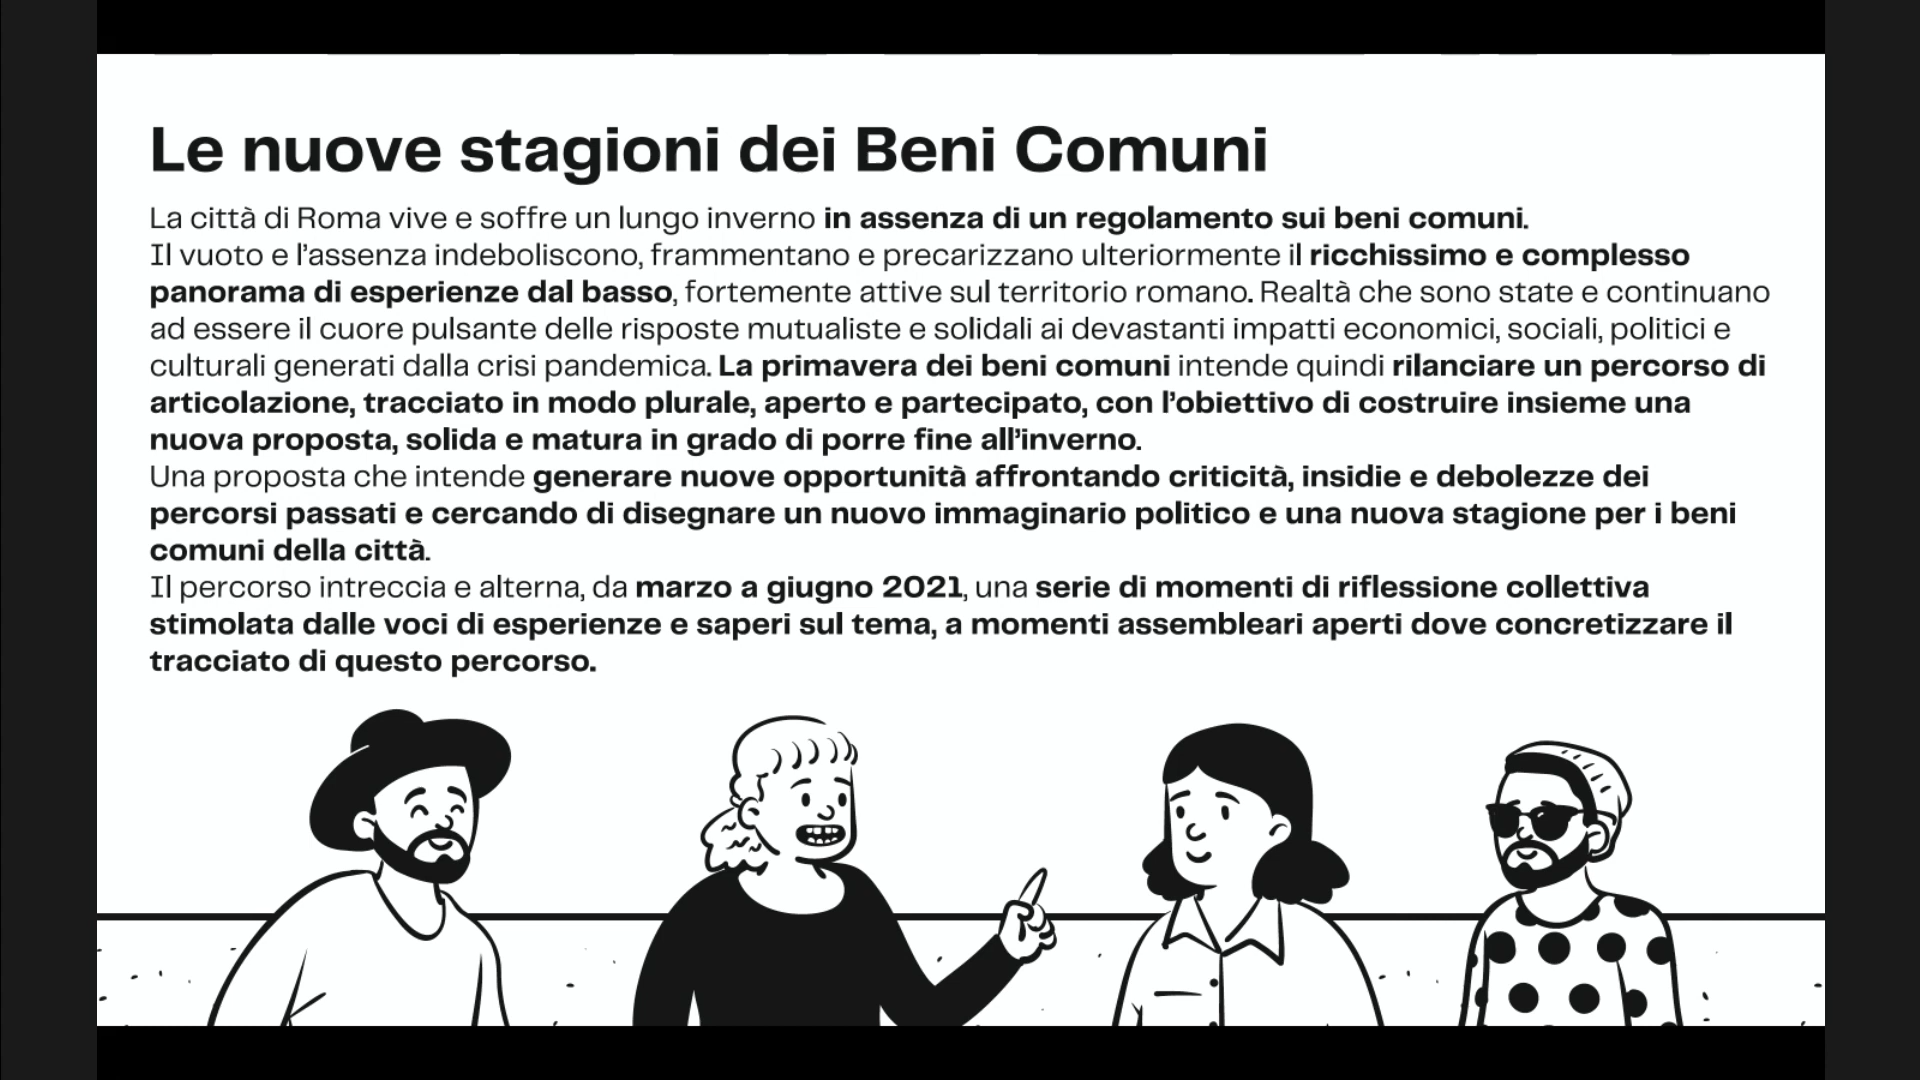 Le nuove stagioni dei Beni Comuni
La città di Roma vive e soffre un lungo inverno in assenza di un regolamento sui beni comuni.
Il vuoto e l’assenza indeboliscono, frammentano e precarizzano ulteriormente il ricchissimo e complesso
panorama di esperienze dal basso, fortemente attive sul territorio romano. Realtà che sono state e continuano
ad essere il cuore pulsante delle risposte mutualiste e solidali ai devastanti impatti economici, sociali, politici e
culturali generati dalla crisi pandemica. La primavera dei beni comuni intende quindi rilanciare un percorso di
articolazione, tracciato in modo plurale, aperto e partecipato, con l’obiettivo di costruire insieme una
nuova proposta, solida e matura in grado di porre fine all’inverno.
Una proposta che intende generare nuove opportunità affrontando criticità, insidie e debolezze dei
percorsi passati e cercando di disegnare un nuovo immaginario politico e una nuova stagione per i beni
comuni della città.
Il percorso intreccia e alterna, da marzo a giugno 2021, una serie di momenti di riflessione collettiva
stimolata dalle voci di esperienze e saperi sul tema, a momenti assembleari aperti dove concretizzare il
tracciato di questo percorso.